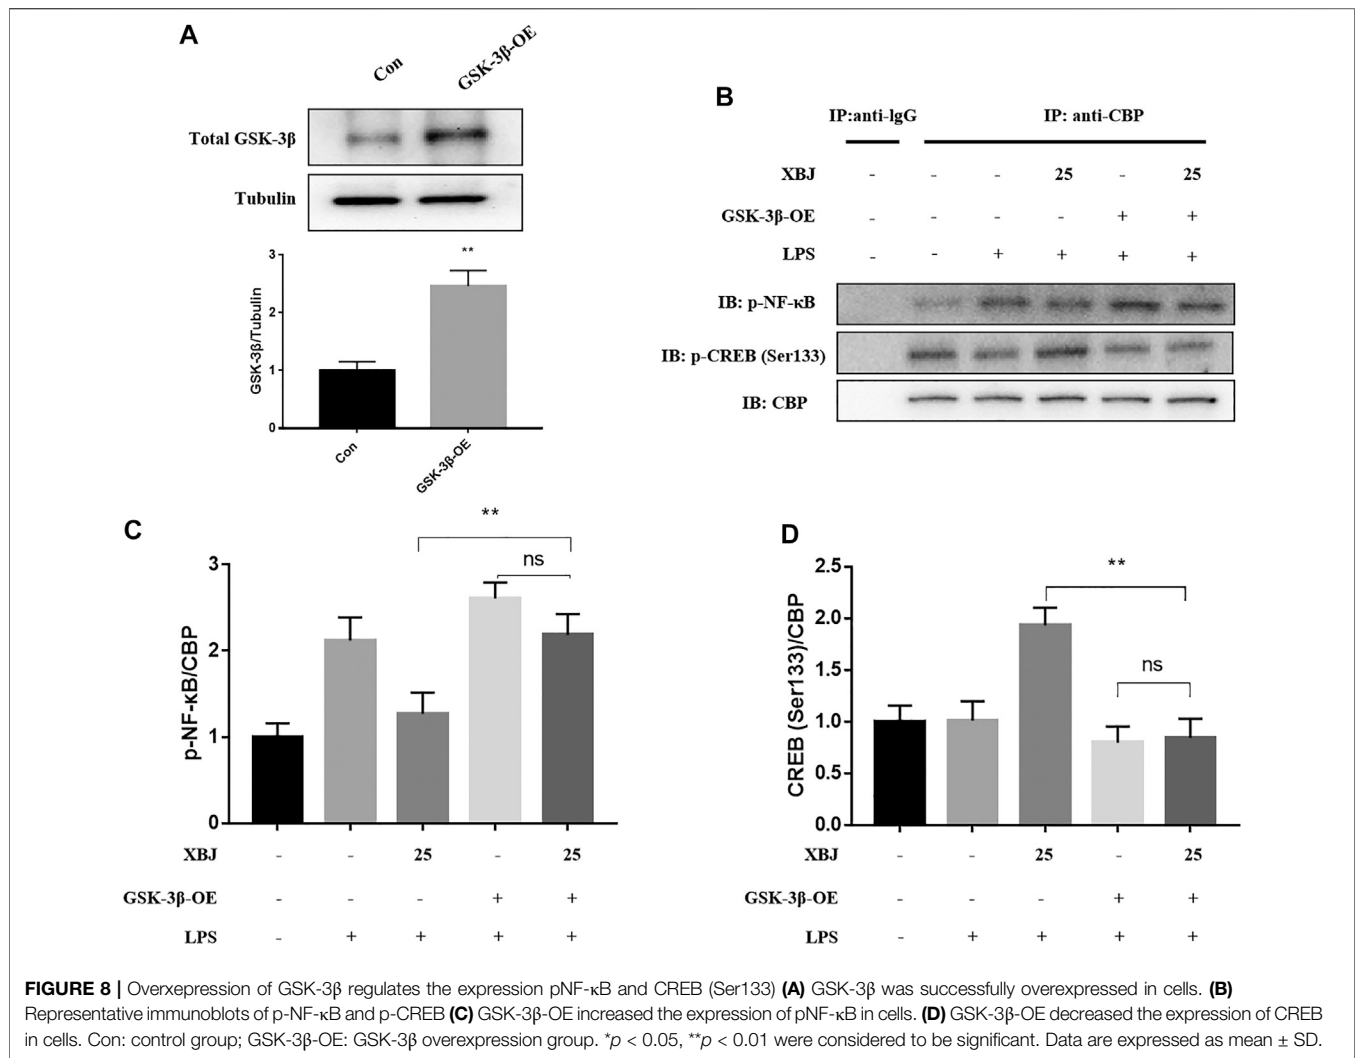 A
Con GSK-3β-OE
Total GSK-3β
Tubulin
**
GSK-3β/Tubulin
3
2
1
0
Con GSK-3β-OE
B
IP:anti-IgG IP: anti-CBP
XBJ - - - 25 - 25
GSK-3β-OE - - - - + +
LPS - - + + + +
IB: p-NF-κB
IB: p-CREB (Ser133)
IB: CBP
C
**
ns
p-NF-κB/CBP
3
2
1
0
XBJ - - 25 - 25
GSK-3β-OE - - - + +
LPS - + + + +
D
**
ns
CREB (Ser133)/CBP
2.5
2.0
1.5
1.0
0.5
0.0
XBJ - - 25 - 25
GSK-3β-OE - - - + +
LPS - + + + +
FIGURE 8 | Overxepression of GSK-3β regulates the expression pNF-κB and CREB (Ser133) (A) GSK-3β was successfully overexpressed in cells. (B)
Representative immunoblots of p-NF-κB and p-CREB (C) GSK-3β-OE increased the expression of pNF-κB in cells. (D) GSK-3β-OE decreased the expression of CREB
in cells. Con: control group; GSK-3β-OE: GSK-3β overexpression group. *p < 0.05, **p < 0.01 were considered to be significant. Data are expressed as mean ± SD.